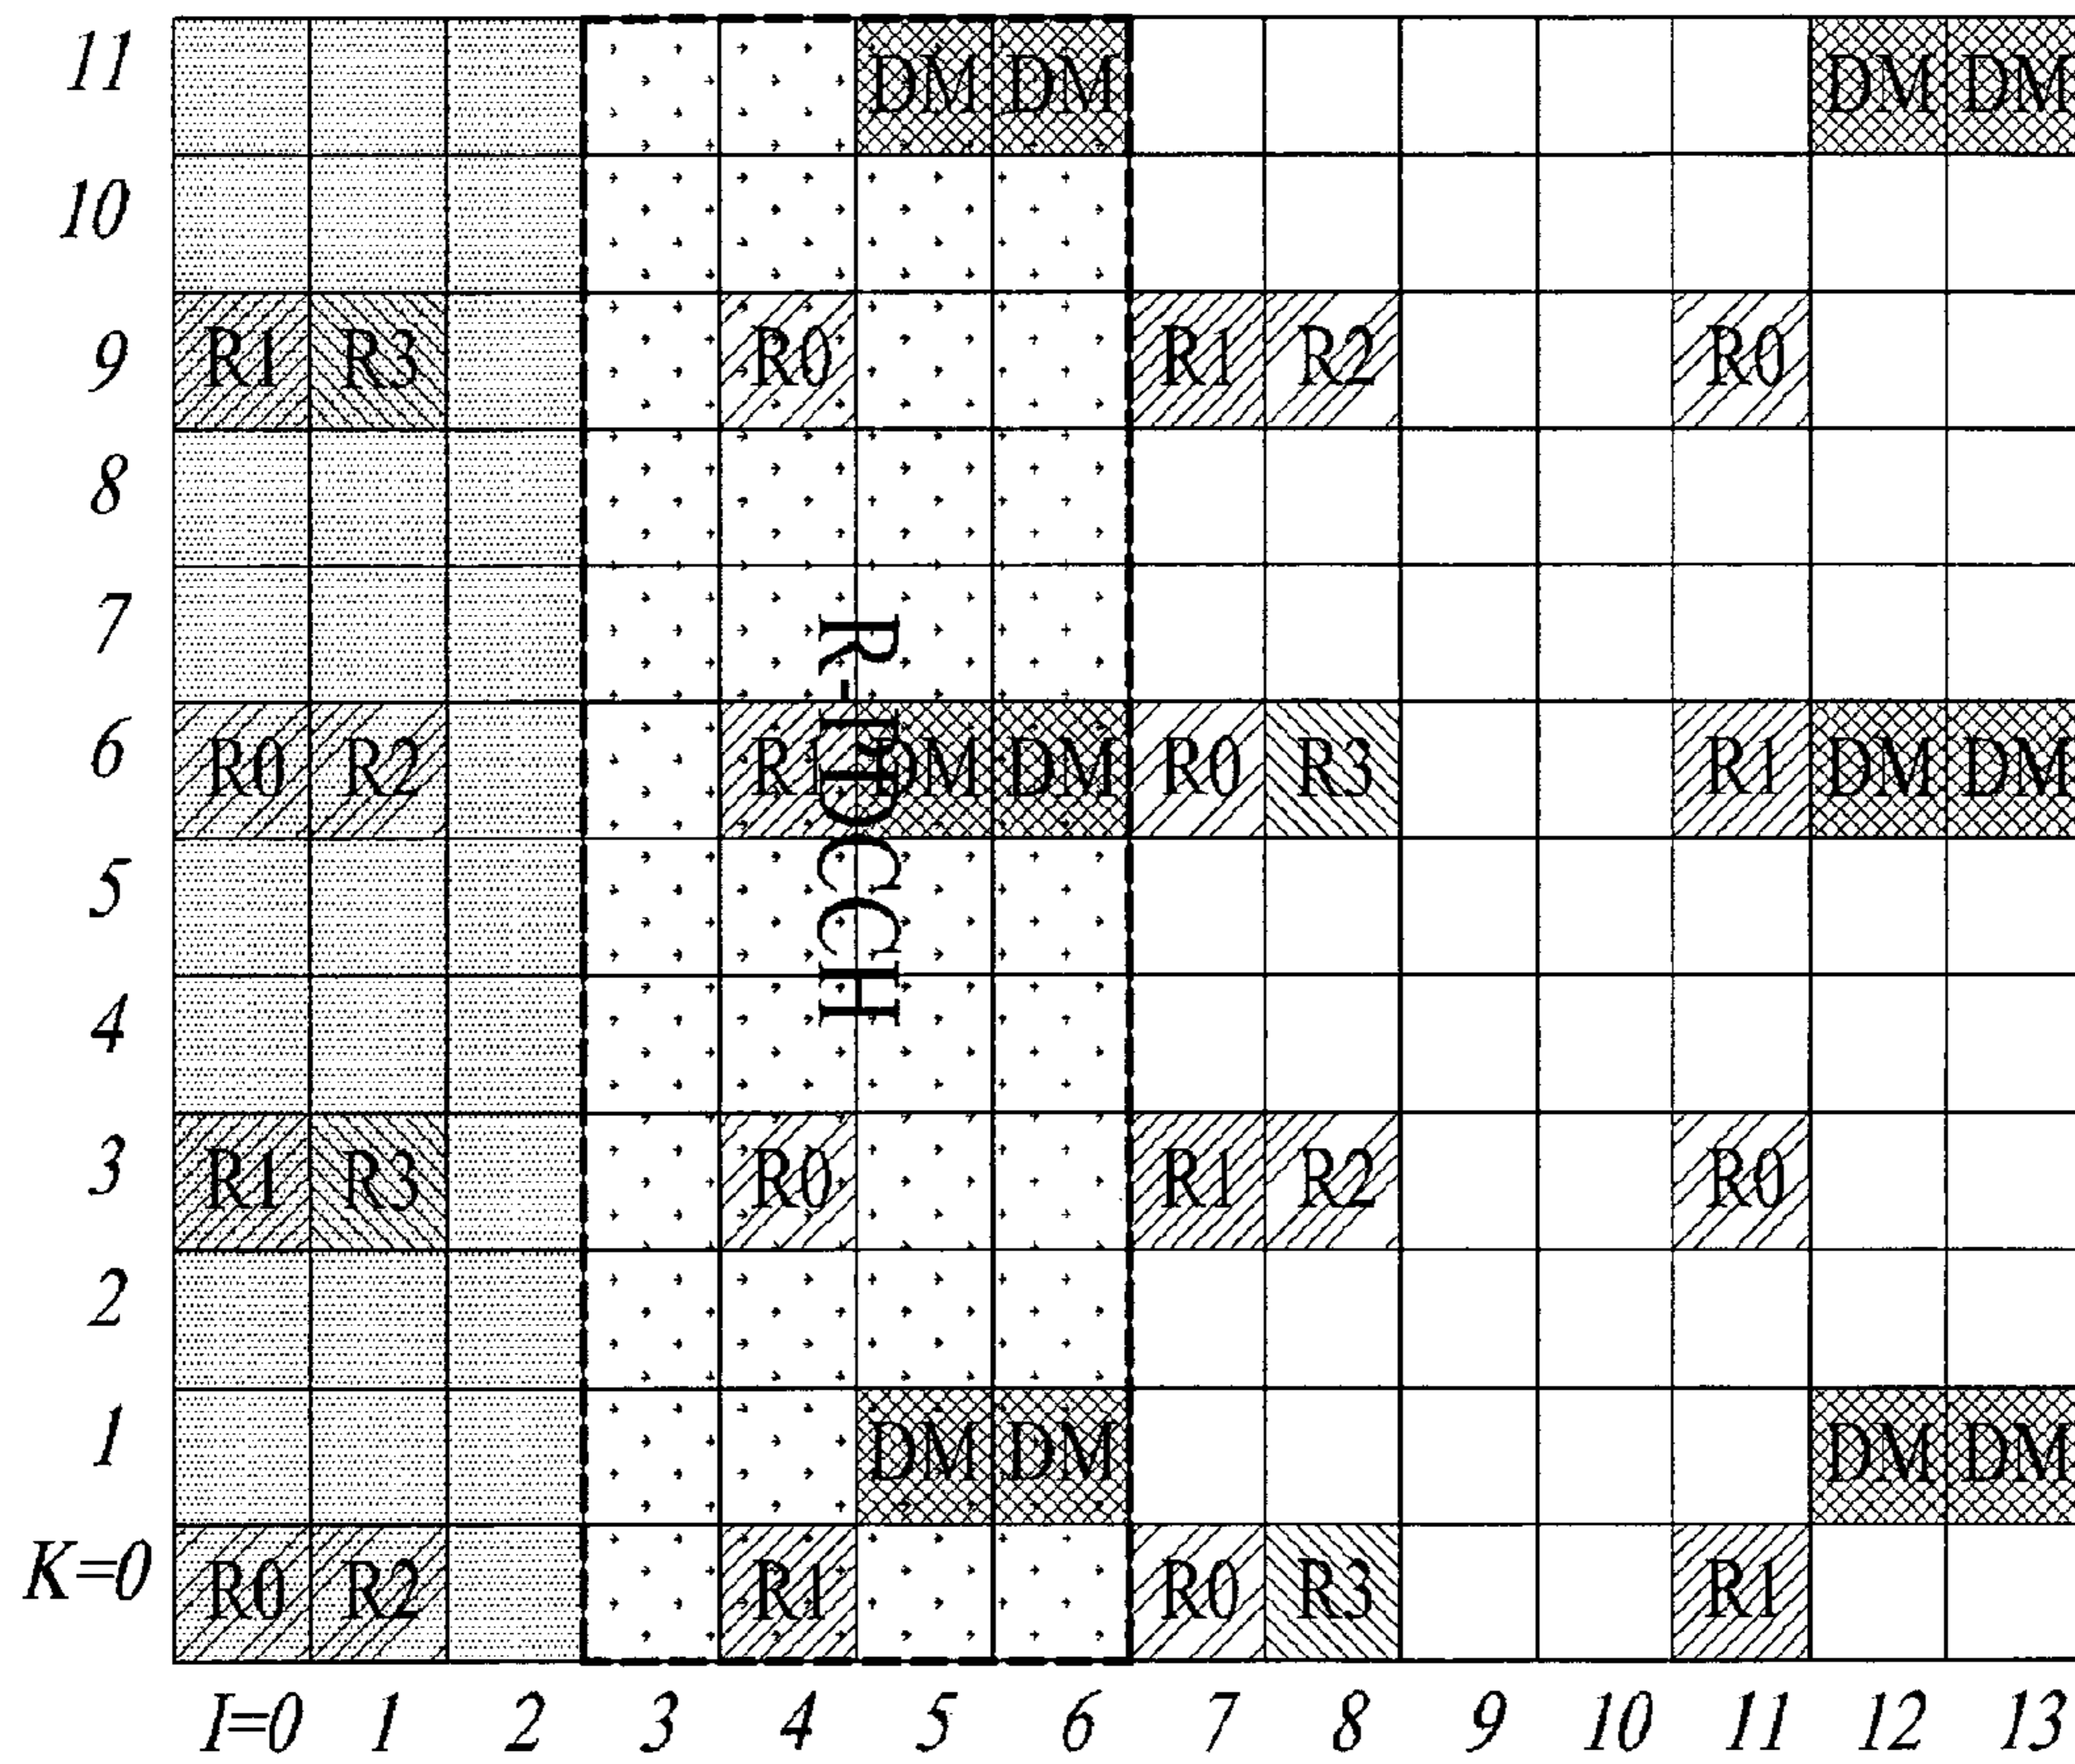 11 DM DM DM DM
10
9 R1 R3 R0 R1 R2 R0
8
7
6 R0 R2 R1 DM DM R0 R3 R1 DM DM
5
4
3 R1 R3 R0 R1 R2 R0
2
1 DM DM DM DM
K=0 R0 R2 R1 R0 R3 R1
R-PDCCH
I=0 1 2 3 4 5 6 7 8 9 10 11 12 13